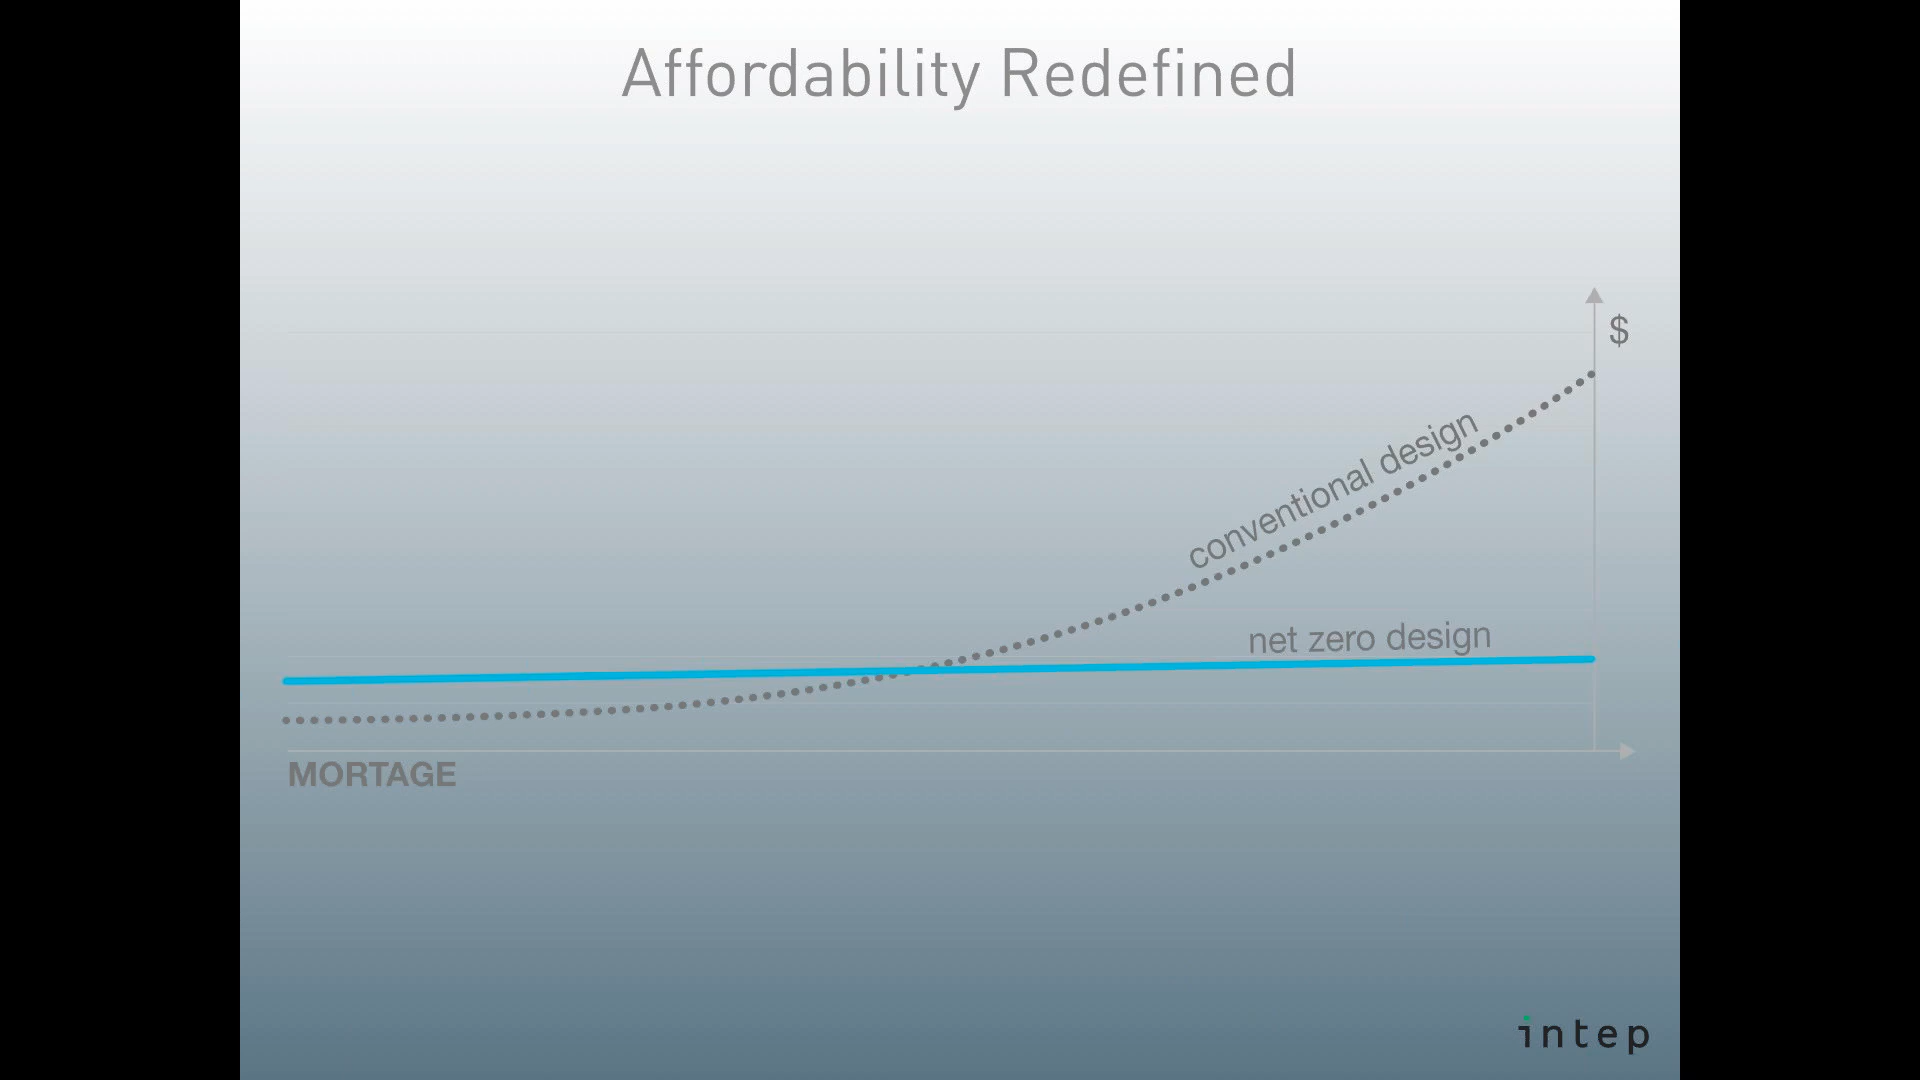 Affordability Redefined
$
conventional design
net zero design
MORTAGE
intep